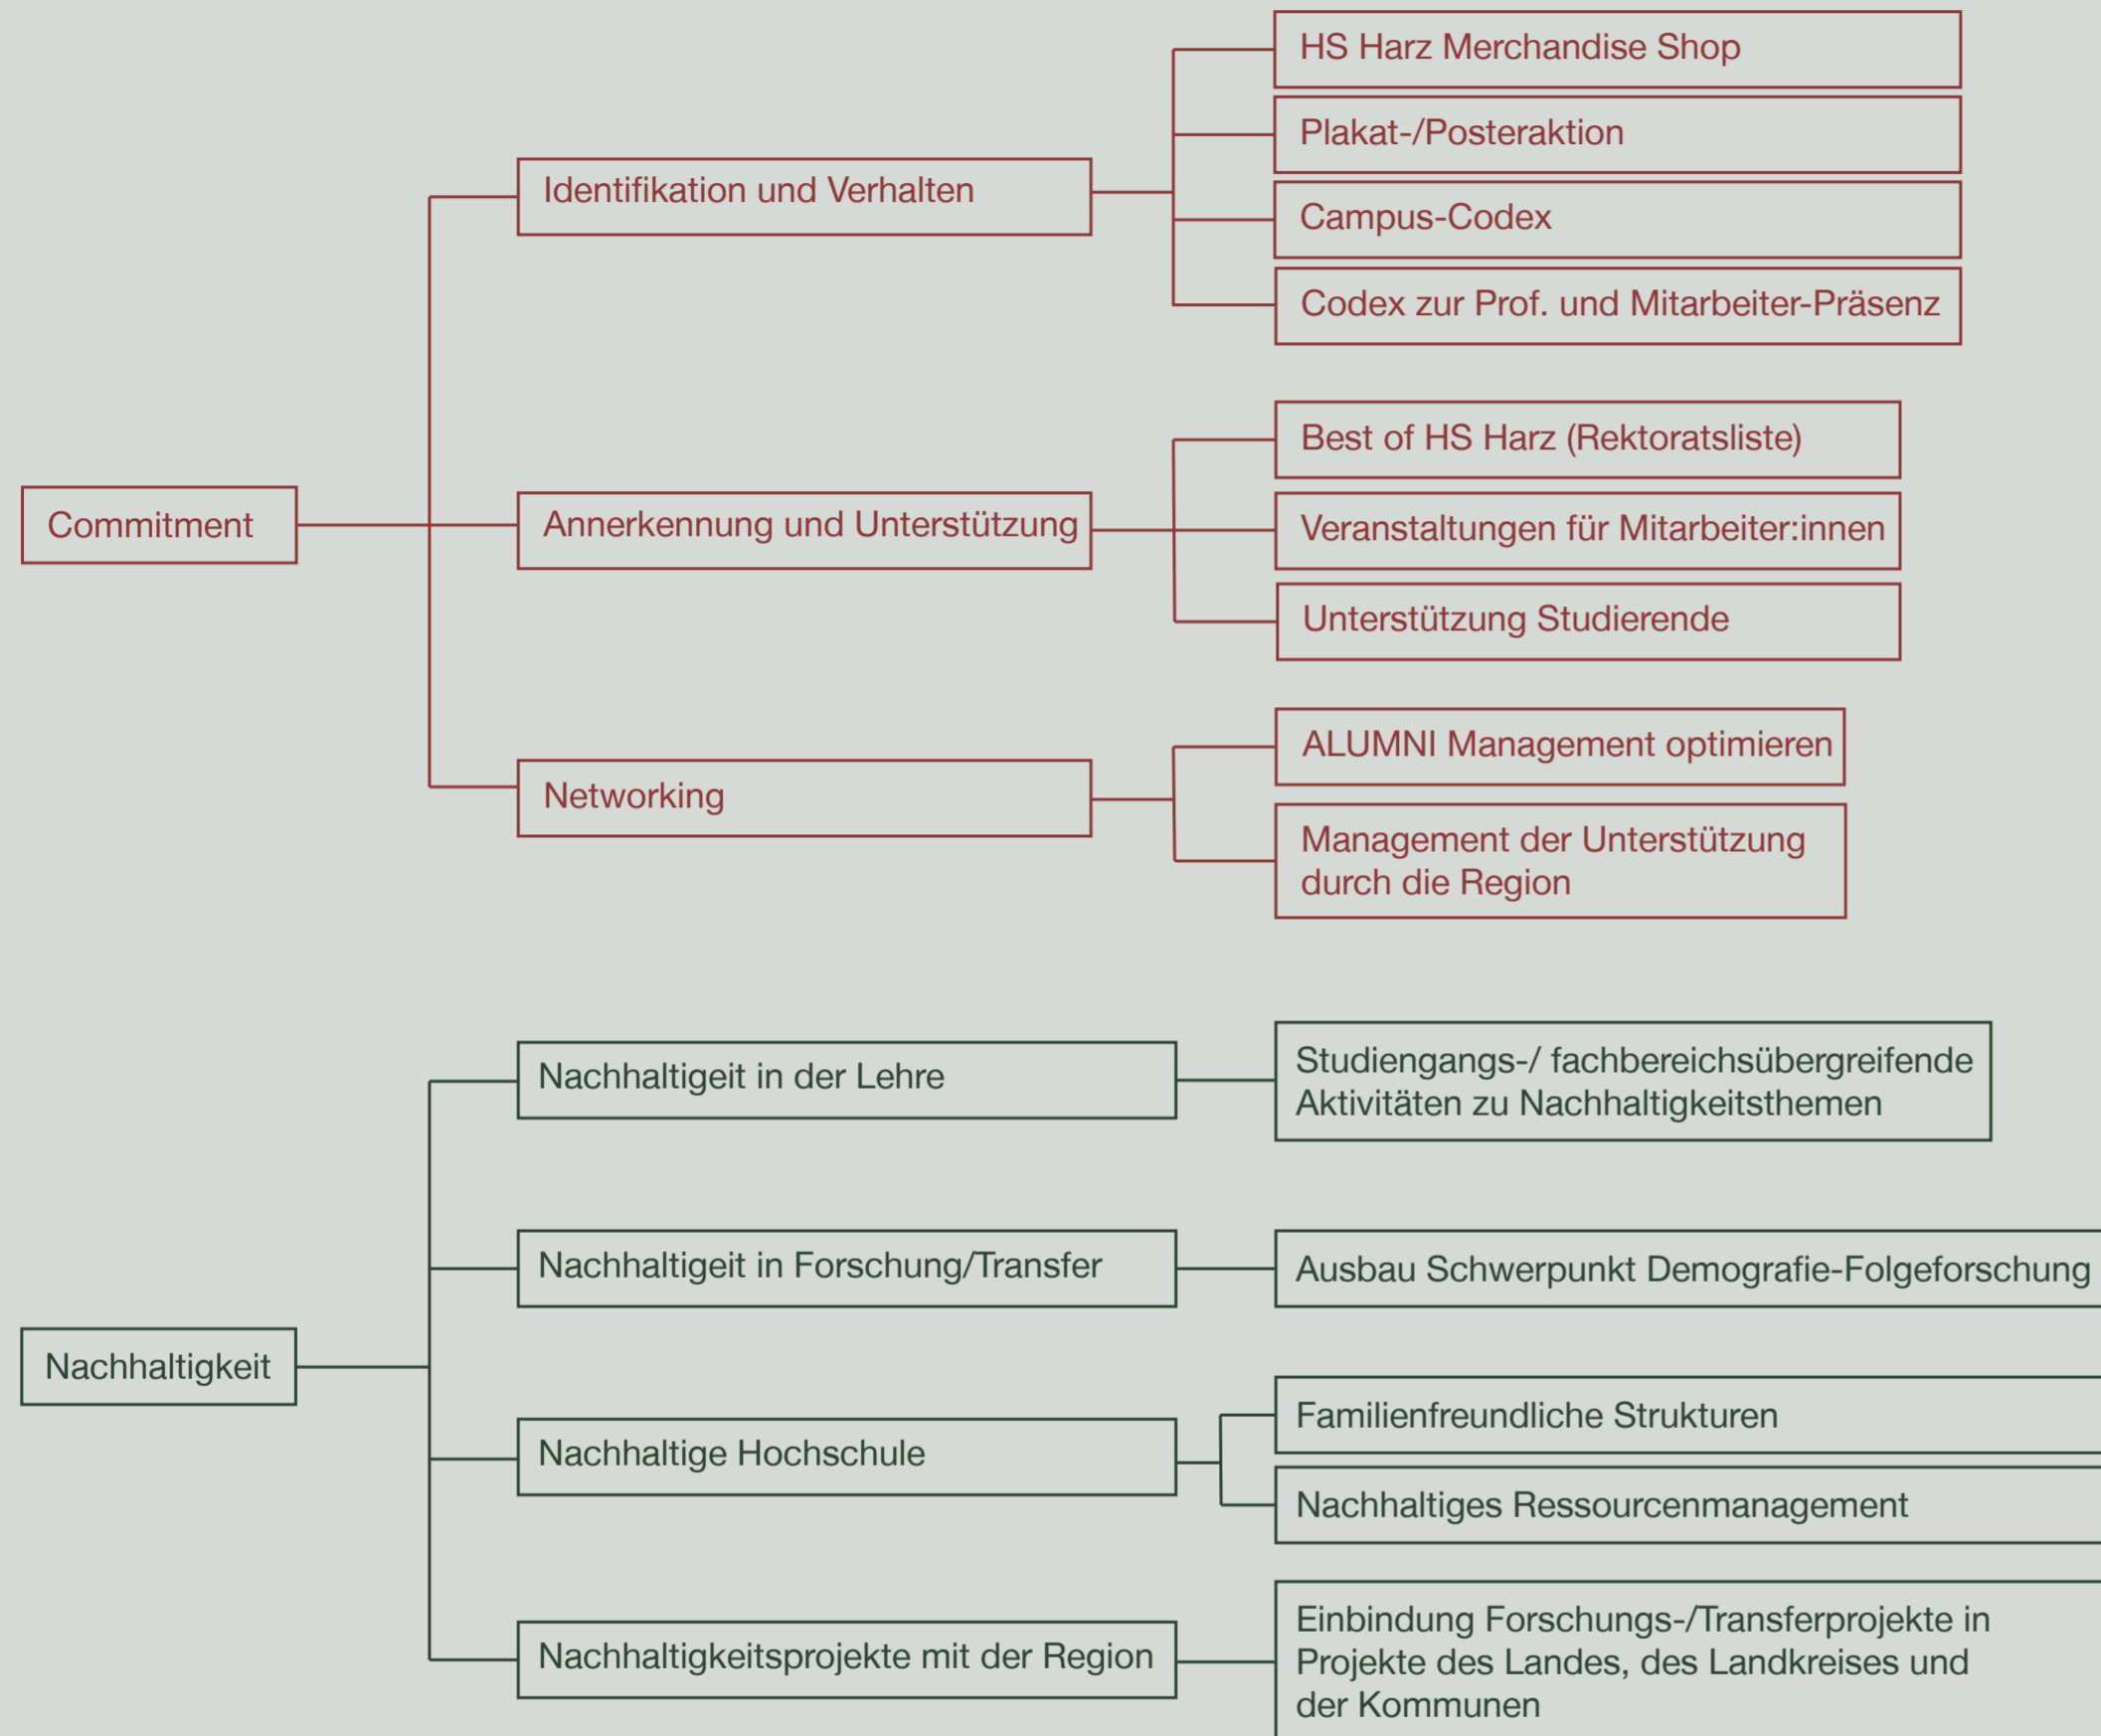 Commitment
Identifikation und Verhalten
HS Harz Merchandise Shop
Plakat-/Posteraktion
Campus-Codex
Codex zur Prof. und Mitarbeiter-Präsenz
Annerkennung und Unterstützung
Best of HS Harz (Rektoratsliste)
Veranstaltungen für Mitarbeiter:innen
Unterstützung Studierende
Networking
ALUMNI Management optimieren
Management der Unterstützung
durch die Region
Nachhaltigkeit
Nachhaltigeit in der Lehre
Studiengangs-/ fachbereichsübergreifende
Aktivitäten zu Nachhaltigkeitsthemen
Nachhaltigeit in Forschung/Transfer
Ausbau Schwerpunkt Demografie-Folgeforschung
Nachhaltige Hochschule
Familienfreundliche Strukturen
Nachhaltiges Ressourcenmanagement
Nachhaltigkeitsprojekte mit der Region
Einbindung Forschungs-/Transferprojekte in
Projekte des Landes, des Landkreises und
der Kommunen